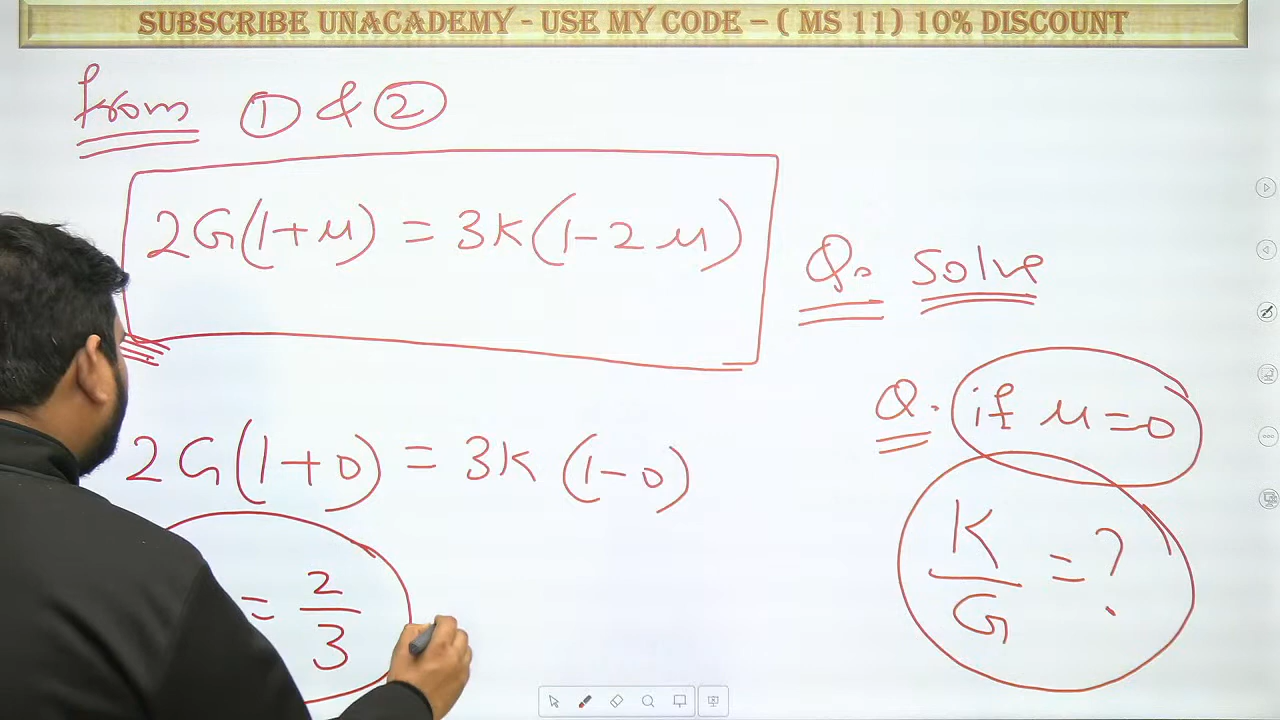 SUBSCRIBE UNACADEMY - USE MY CODE – ( MS 11) 10% DISCOUNT
from ① & ②
2G(1+μ) = 3K(1-2μ)
Q. Solve
Q. if μ=0
K/G = ?
2G(1+0) = 3K(1-0)
= 2/3